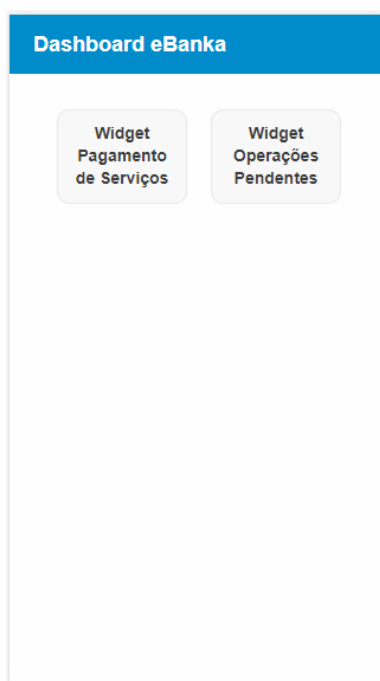 Dashboard eBanka
Widget
Pagamento
de Serviços
Widget
Operações
Pendentes